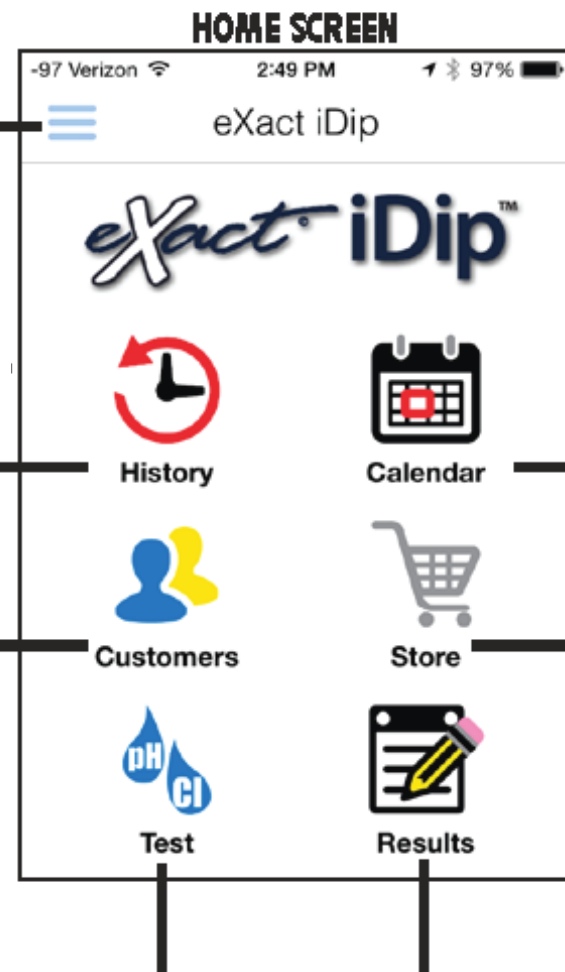 HOME SCREEN
-97 Verizon 2:49 PM 97%
eXact iDip
eXact® iDip™
History Calendar
Customers Store
pH
Cl
Test Results